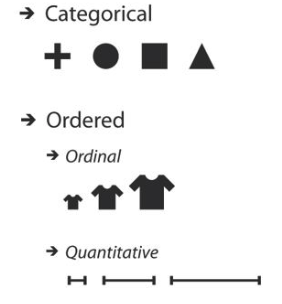 ➔ Categorical
➔ Ordered
➔ Ordinal
➔ Quantitative